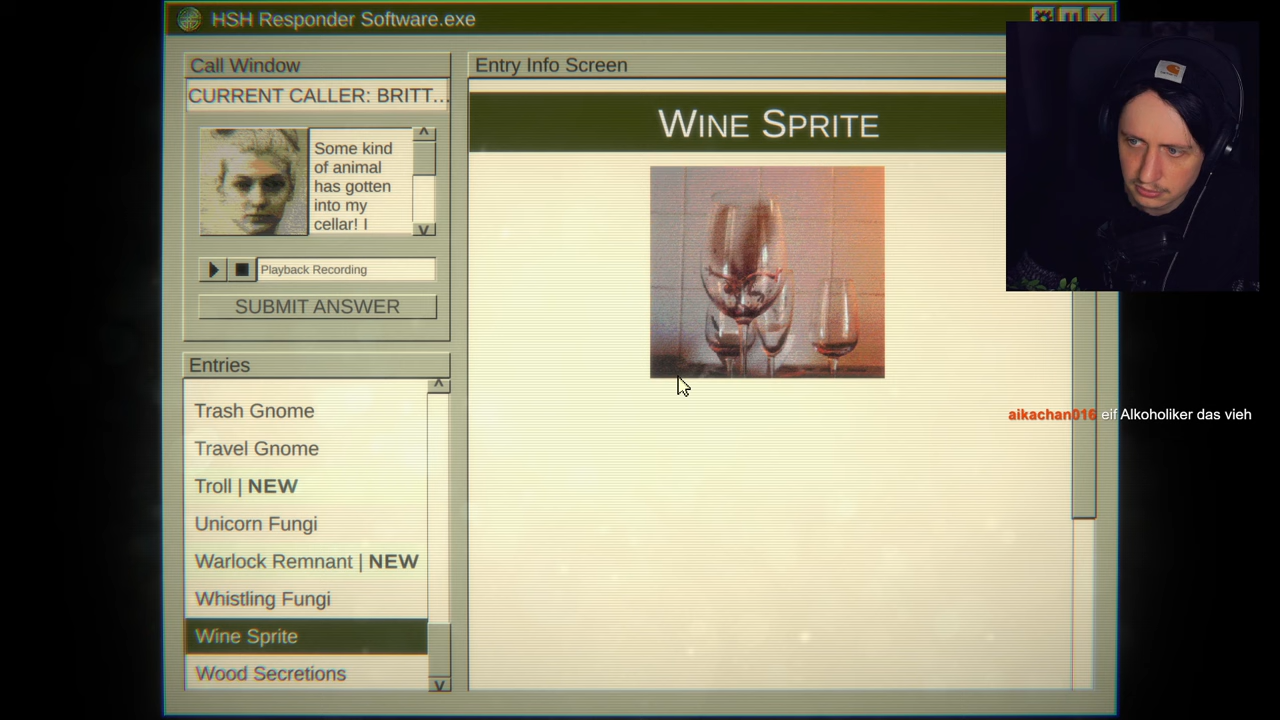 HSH Responder Software.exe
Call Window
CURRENT CALLER: BRITT...
Some kind
of animal
has gotten
into my
cellar! I
Playback Recording
SUBMIT ANSWER
Entries
Trash Gnome
Travel Gnome
Troll | NEW
Unicorn Fungi
Warlock Remnant | NEW
Whistling Fungi
Wine Sprite
Wood Secretions
Entry Info Screen
WINE SPRITE
aikachan016 eif Alkoholiker das vieh